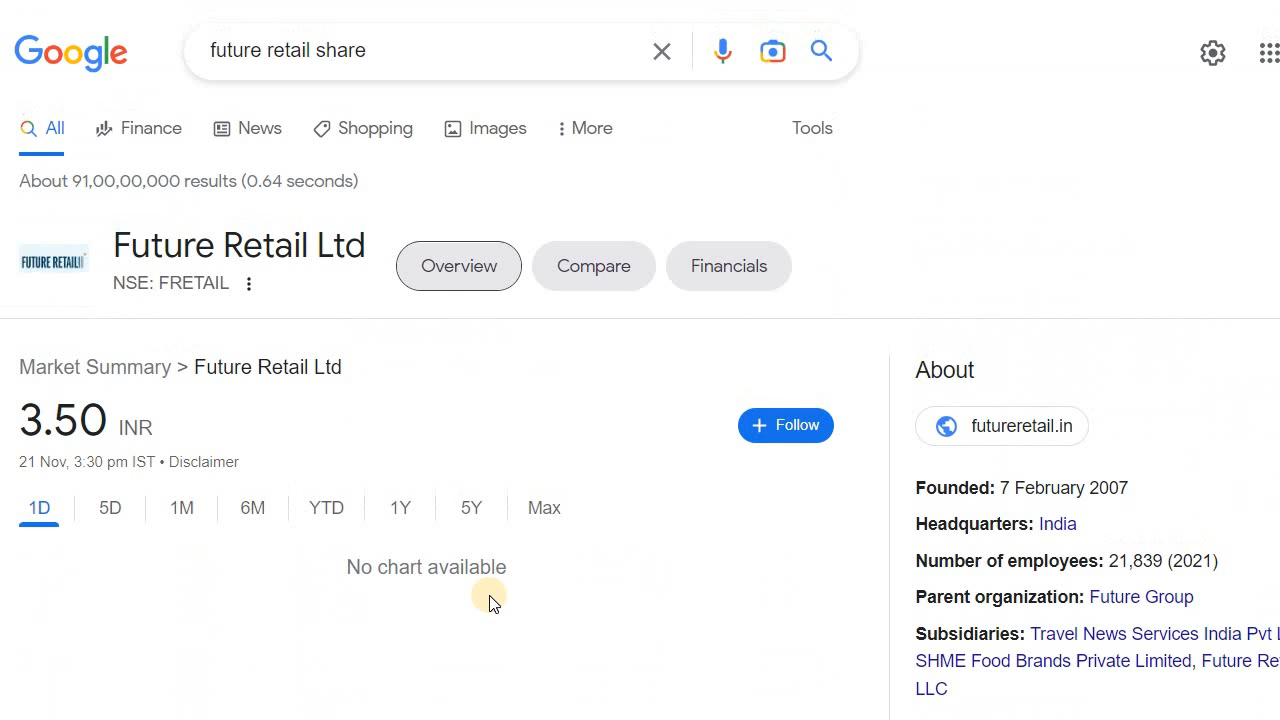 Google
future retail share
All Finance News Shopping Images More Tools
About 91,00,00,000 results (0.64 seconds)
FUTURE RETAIL
Future Retail Ltd
NSE: FRETAIL
Overview Compare Financials
Market Summary > Future Retail Ltd
3.50 INR
+ Follow
21 Nov, 3:30 pm IST • Disclaimer
1D 5D 1M 6M YTD 1Y 5Y Max
No chart available
About
futureretail.in
Founded: 7 February 2007
Headquarters: India
Number of employees: 21,839 (2021)
Parent organization: Future Group
Subsidiaries: Travel News Services India Pvt
SHME Food Brands Private Limited, Future
LLC